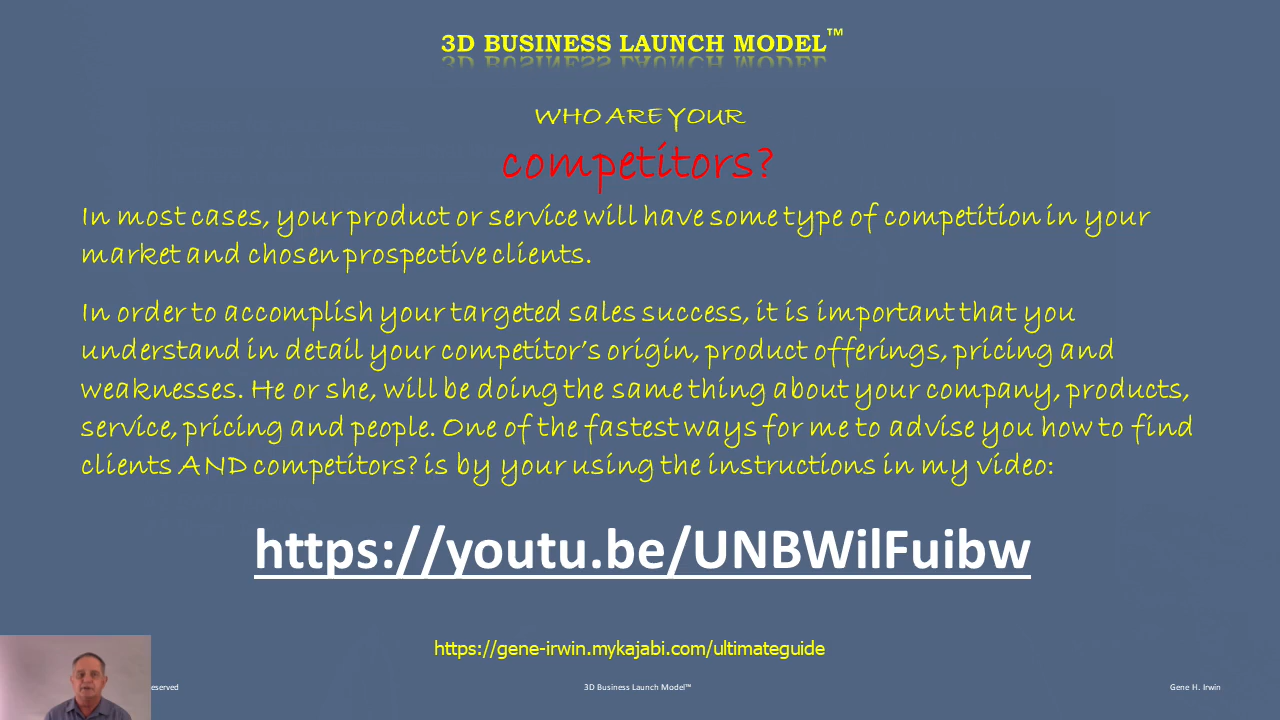 3D BUSINESS LAUNCH MODEL™
WHO ARE YOUR
competitors?
In most cases, your product or service will have some type of competition in your
market and chosen prospective clients.
In order to accomplish your targeted sales success, it is important that you
understand in detail your competitor's origin, product offerings, pricing and
weaknesses. He or she, will be doing the same thing about your company, products,
service, pricing and people. One of the fastest ways for me to advise you how to find
clients AND competitors? is by your using the instructions in my video:
https://youtu.be/UNBWilFuibw
https://gene-irwin.mykajabi.com/ultimateguide
3D Business Launch Model™
Gene H. Irwin